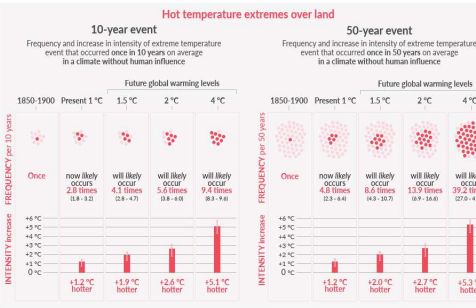 Hot temperature extremes over land
10-year event
Frequency and increase in intensity of extreme temperature
event that occurred once in 10 years on average
in a climate without human influence
Future global warming levels
1850-1900 Present 1 °C 1.5 °C 2 °C 4 °C
FREQUENCY per 10 years
Once
now likely occurs 2.8 times (1.8 - 3.2)
will likely occur 4.1 times (2.8 - 4.7)
will likely occur 5.6 times (3.8 - 6.0)
will likely occur 9.4 times (8.3 - 9.6)
INTENSITY increase
+6 °C
+5 °C
+4 °C
+3 °C
+2 °C
+1 °C
0 °C
+1.2 °C hotter
+1.9 °C hotter
+2.6 °C hotter
+5.1 °C hotter
50-year event
Frequency and increase in intensity of extreme temperature
event that occurred once in 50 years on average
in a climate without human influence
Future global warming levels
1850-1900 Present 1 °C 1.5 °C 2 °C 4 °C
FREQUENCY per 50 years
Once
now likely occurs 4.8 times (2.3 - 6.4)
will likely occur 8.6 times (4.3 - 10.7)
will likely occur 13.9 times (6.9 - 16.6)
will likely occur 39.2 (27.0 -
INTENSITY increase
+6 °C
+5 °C
+4 °C
+3 °C
+2 °C
+1 °C
0 °C
+1.2 °C hotter
+2.0 °C hotter
+2.7 °C hotter
hotter